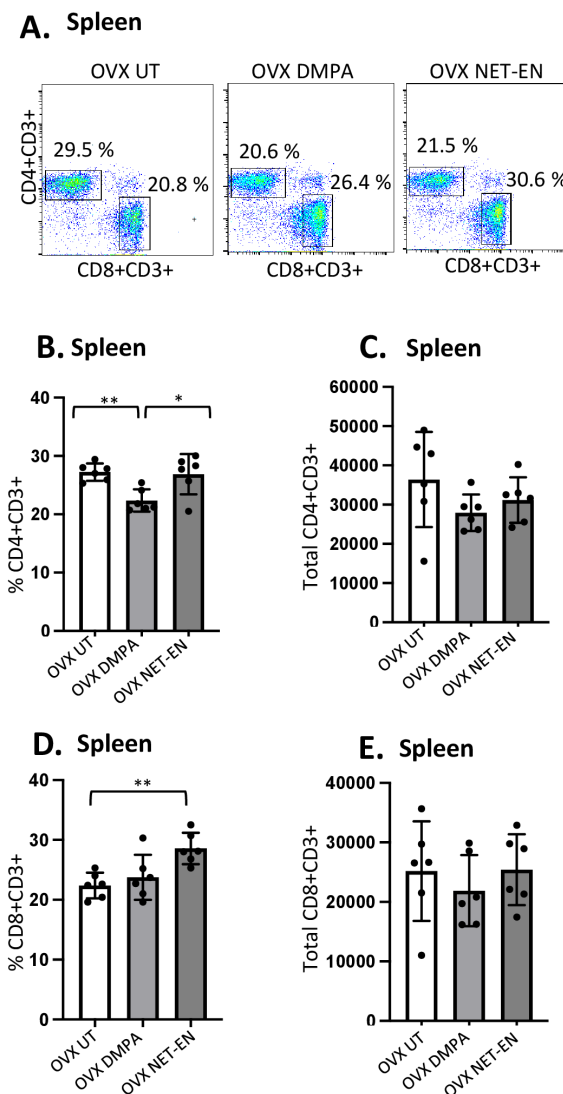 A. Spleen
OVX UT OVX DMPA OVX NET-EN
CD4+CD3+
29.5 % 20.6 % 21.5 %
20.8 % 26.4 % 30.6 %
CD8+CD3+ CD8+CD3+ CD8+CD3+
B. Spleen
% CD4+CD3+
** *
40
30
20
10
0
OVX UT
OVX DMPA
OVX NET-EN
C. Spleen
Total CD4+CD3+
60000
50000
40000
30000
20000
10000
0
OVX UT
OVX DMPA
OVX NET-EN
D. Spleen
% CD8+CD3+
**
40
30
20
10
0
OVX UT
OVX DMPA
OVX NET-EN
E. Spleen
Total CD8+CD3+
40000
30000
20000
10000
0
OVX UT
OVX DMPA
OVX NET-EN